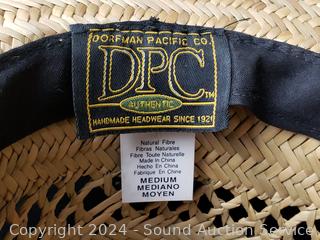 DORFMAN PACIFIC CO.
DPC
TM
AUTHENTIC
HANDMADE HEADWEAR SINCE 1921
Natural Fibre
Fibras Naturales
Fibre Toute Naturelle
Made in China
Hecho En China
Fabrique En Chine
MEDIUM
MEDIANO
MOYEN
Copyright 2024 - Sound Auction Service